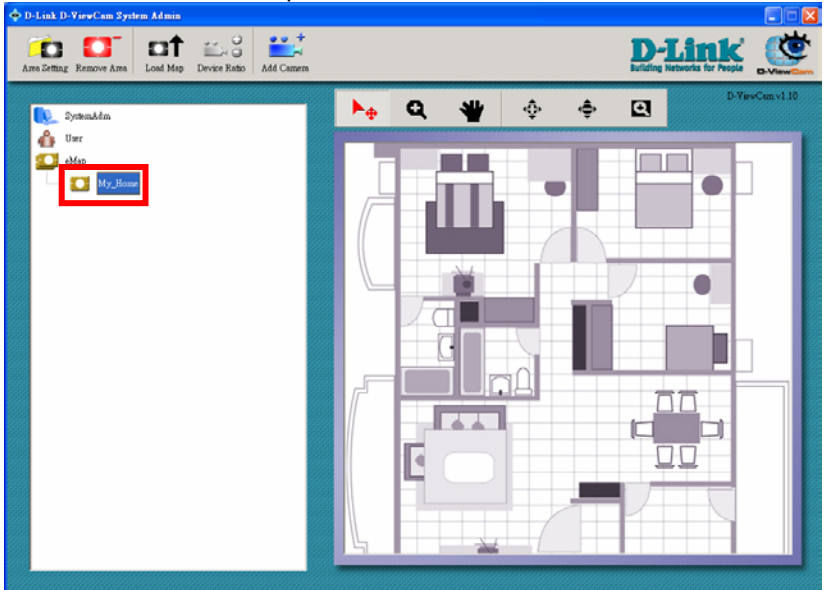 D-Link D-ViewCam System Admin
Area Setting Remove Area Load Map Device Ratio Add Camera
D-Link
Building Networks for People
D-ViewCam
D-ViewCam v1.10
SystemAdm
User
eMap
My_Home